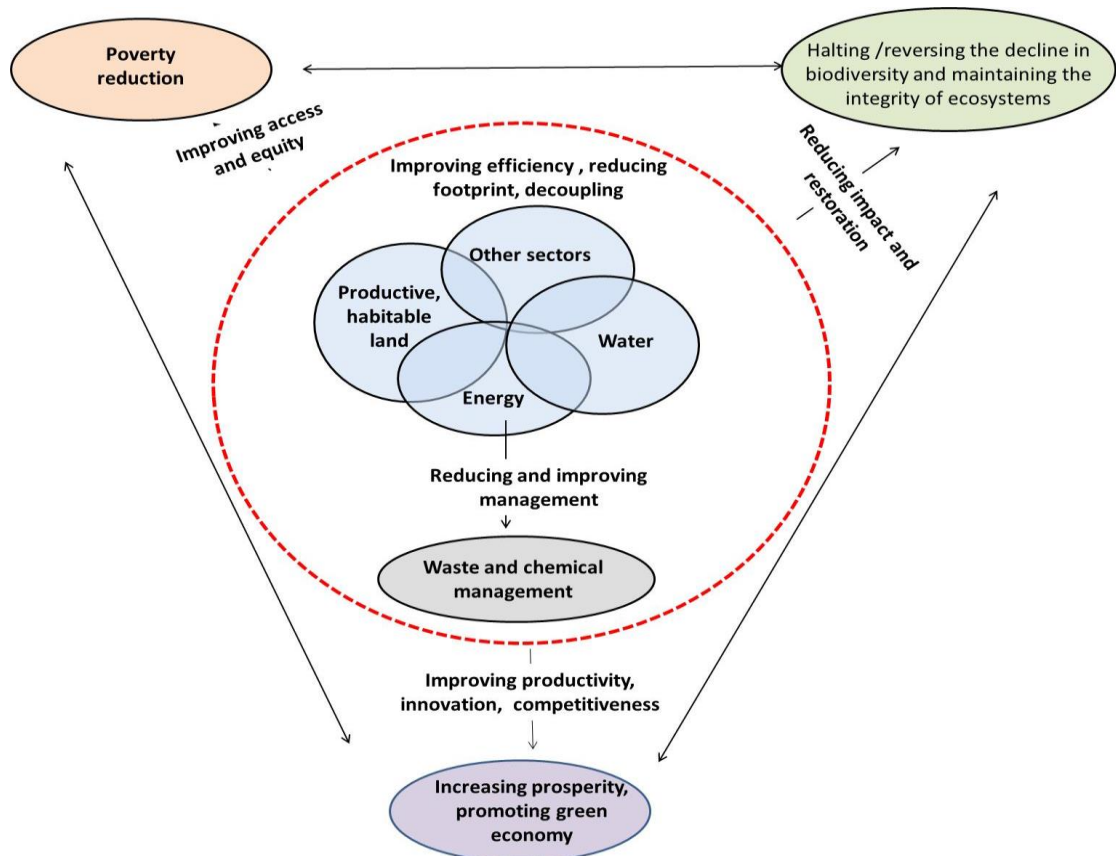 Poverty
reduction
Halting /reversing the decline in
biodiversity and maintaining the
integrity of ecosystems
Improving access
and equity
Reducing impact and
restoration
Improving efficiency , reducing
footprint, decoupling
Other sectors
Productive,
habitable
land
Water
Energy
Reducing and improving
management
Waste and chemical
management
Improving productivity,
innovation, competitiveness
Increasing prosperity,
promoting green
economy